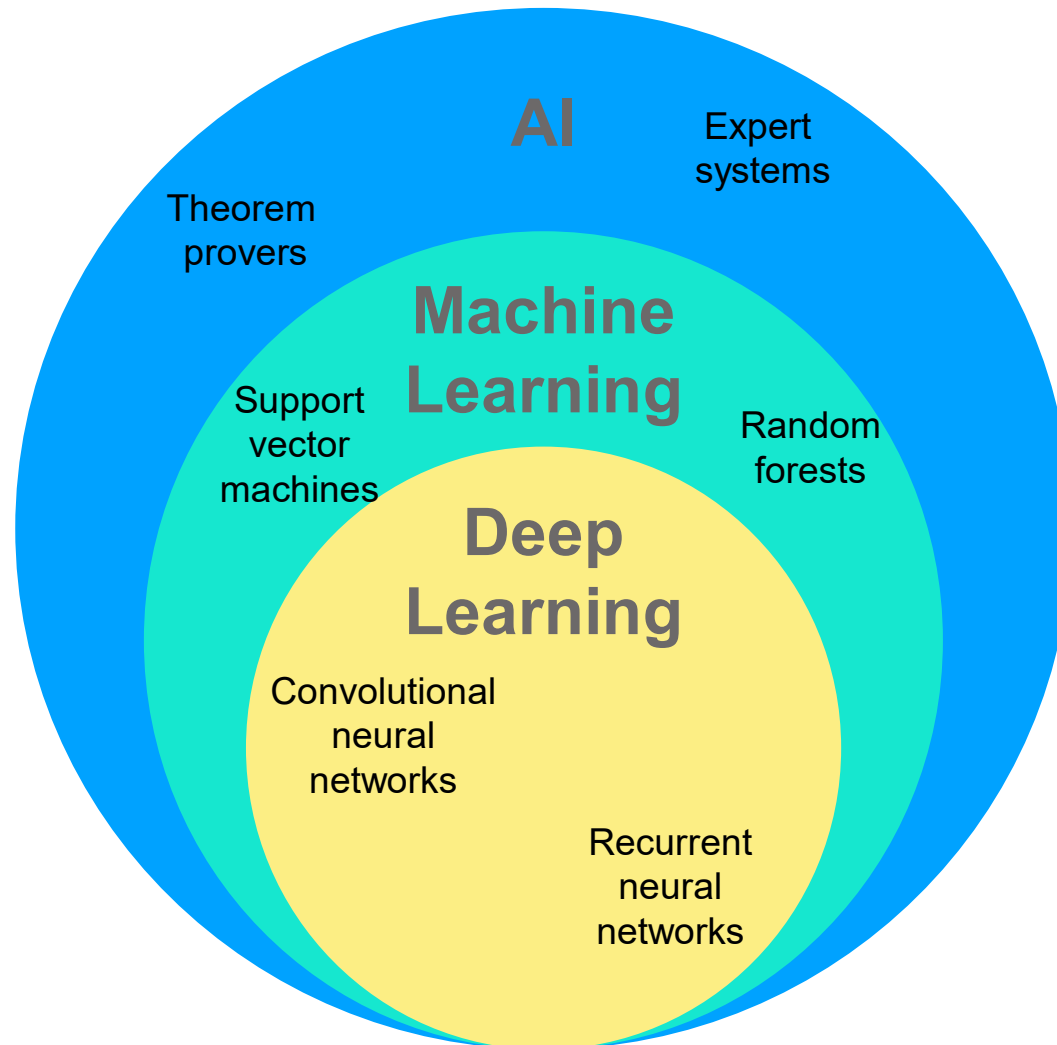 AI
Expert
systems
Theorem
provers
Machine
Learning
Support
vector
machines
Random
forests
Deep
Learning
Convolutional
neural
networks
Recurrent
neural
networks